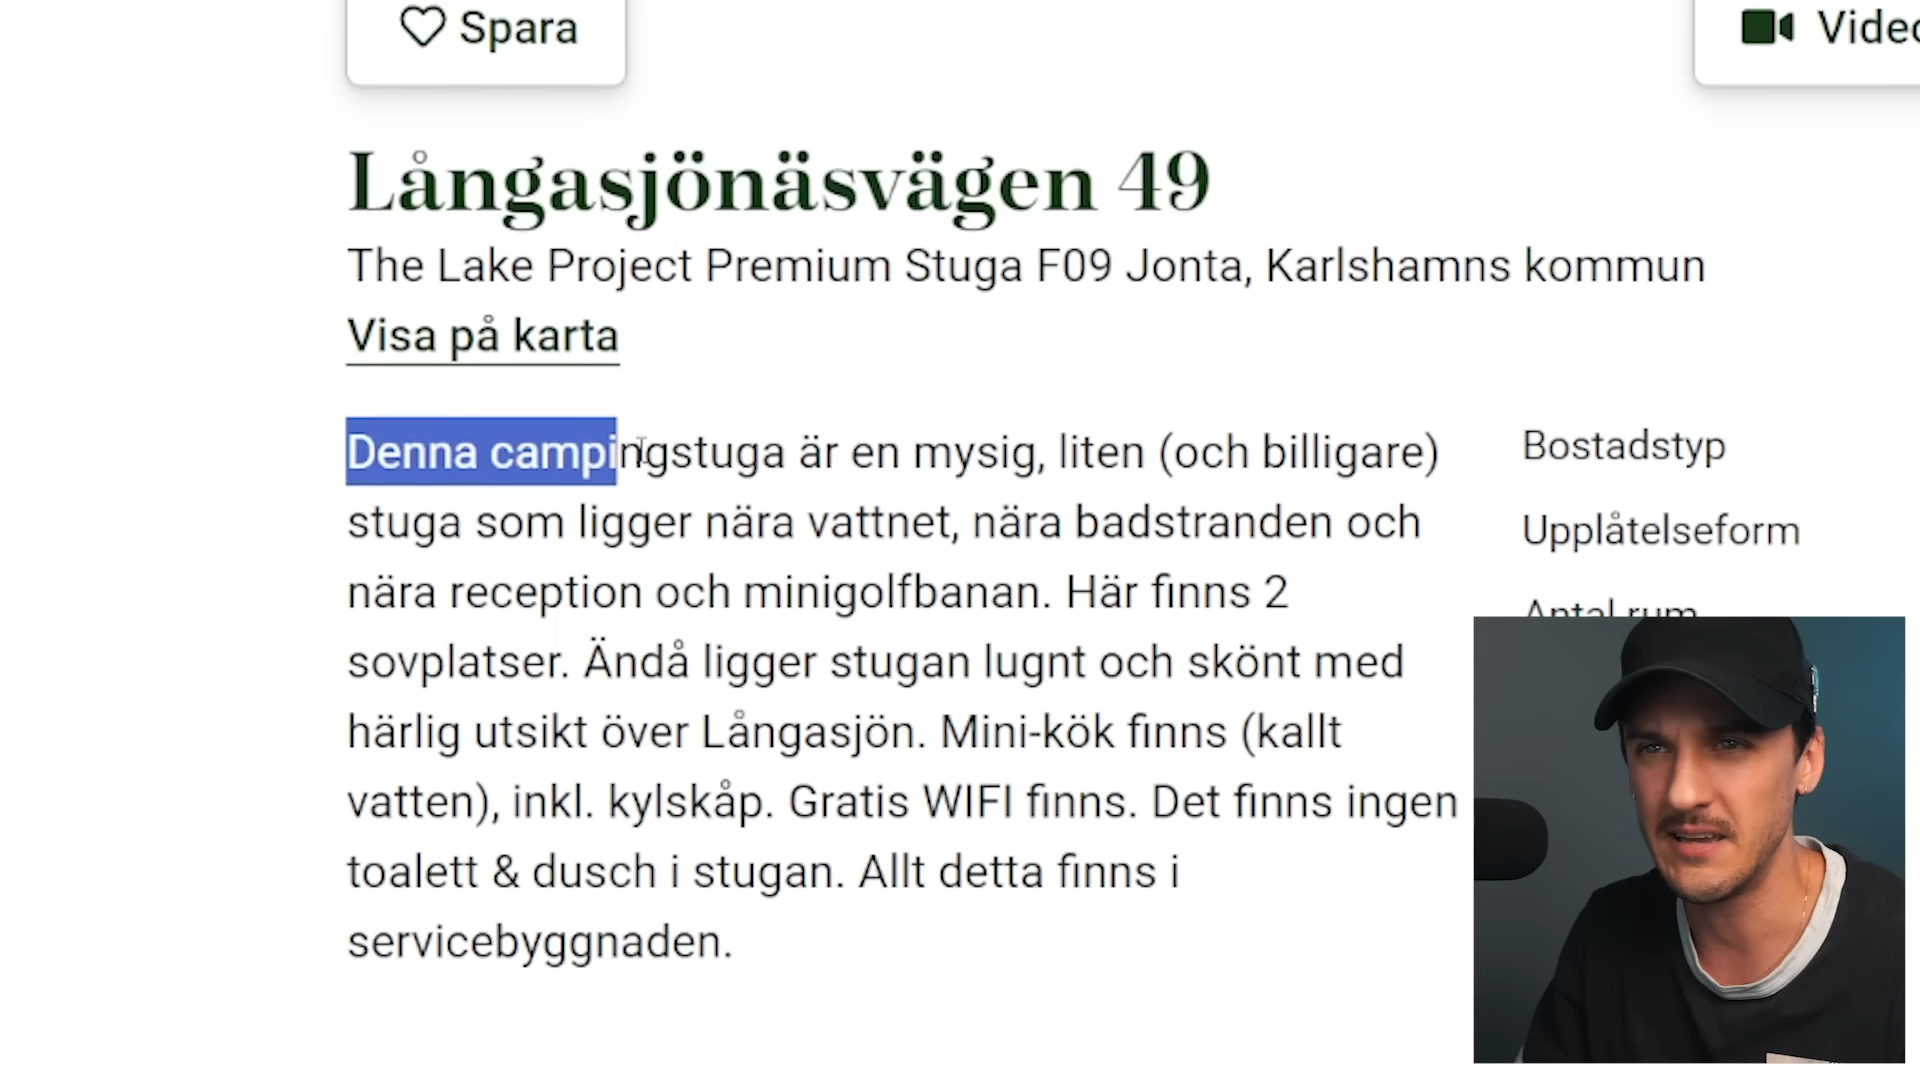 Spara
Långasjönäsvägen 49
The Lake Project Premium Stuga F09 Jonta, Karlshamns kommun
Visa på karta
Denna campingstuga är en mysig, liten (och billigare)
stuga som ligger nära vattnet, nära badstranden och
nära reception och minigolfbanan. Här finns 2
sovplatser. Ändå ligger stugan lugnt och skönt med
härlig utsikt över Långasjön. Mini-kök finns (kallt
vatten), inkl. kylskåp. Gratis WIFI finns. Det finns ingen
toalett & dusch i stugan. Allt detta finns i
servicebyggnaden.
Bostadstyp
Upplåtelseform
Antal rum